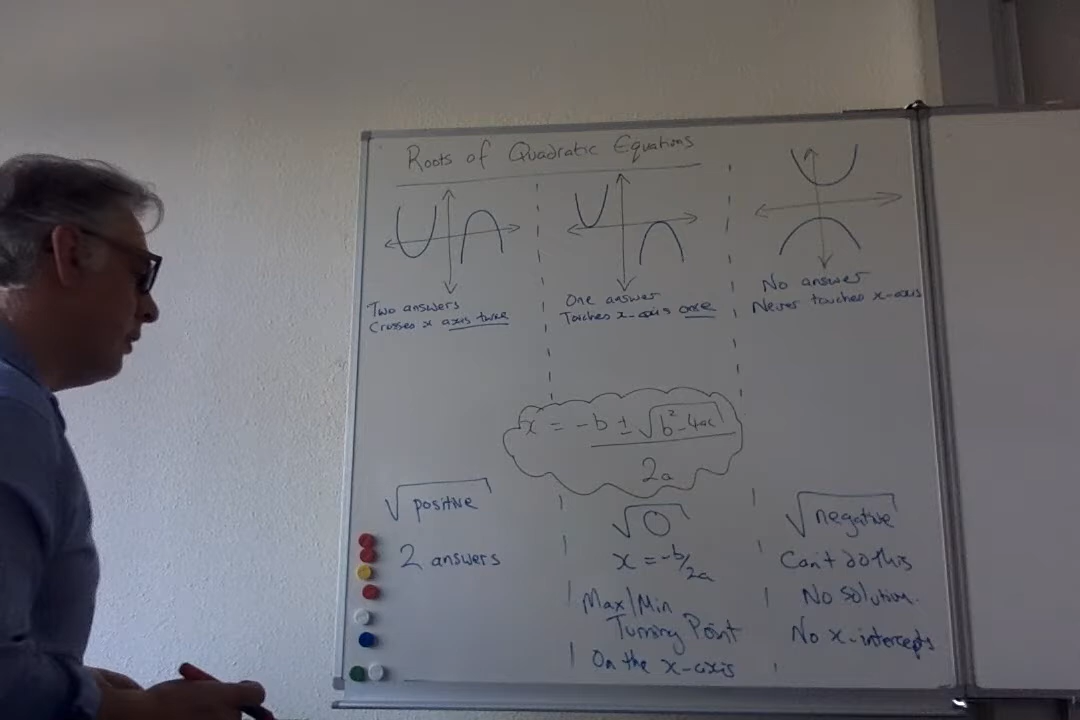 Roots of Quadratic Equations
Two answers
Crosses x axis twice
One answer
Touches x-axis once
No answer
Never touches x-axis
x = -b ± √b²-4ac
2a
√positive
2 answers
√0
x = -b/2a
Max/Min
Turning Point
On the x-axis
√negative
Can't do this
No solution.
No x-intercepts